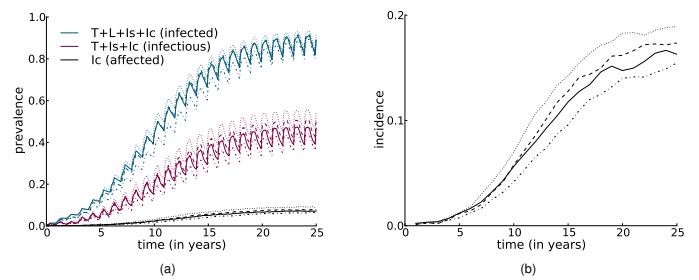 1.0
T+L+Is+Ic (infected)
T+Is+Ic (infectious)
Ic (affected)
0.8
0.6
0.4
0.2
0.0
prevalence
0 5 10 15 20 25
time (in years)
(a)
0.2
0.1
0.0
incidence
0 5 10 15 20 25
time (in years)
(b)